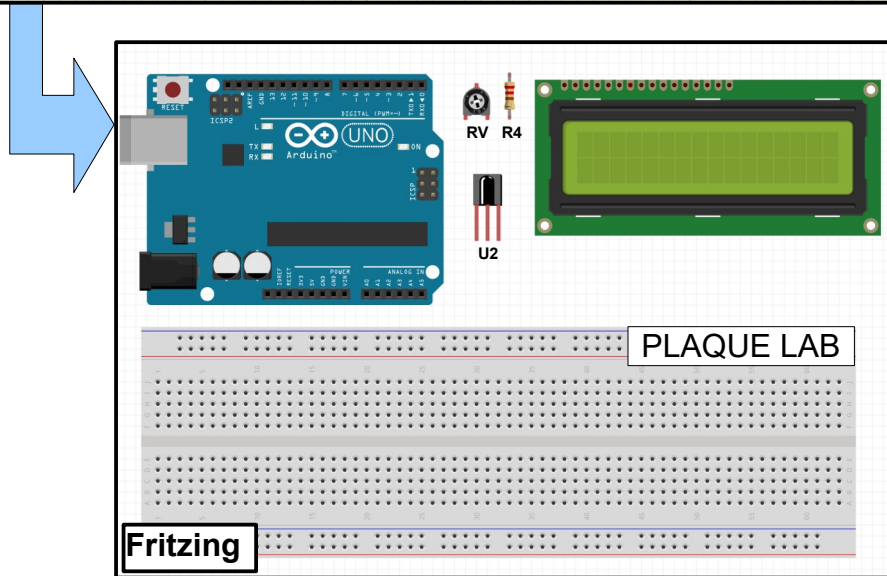 RESET
ICSP2
AREF
GND
13
12
~11
~10
~9
8
7
~6
~5
4
~3
2
TX▶1
RX◀0
DIGITAL (PWM=~)
L
TX
RX
UNO
Arduino™
ON
1
ICSP
IOREF
RESET
3V3
5V
GND
GND
VIN
POWER
ANALOG IN
A0
A1
A2
A3
A4
A5
RV
R4
U2
PLAQUE LAB
Fritzing